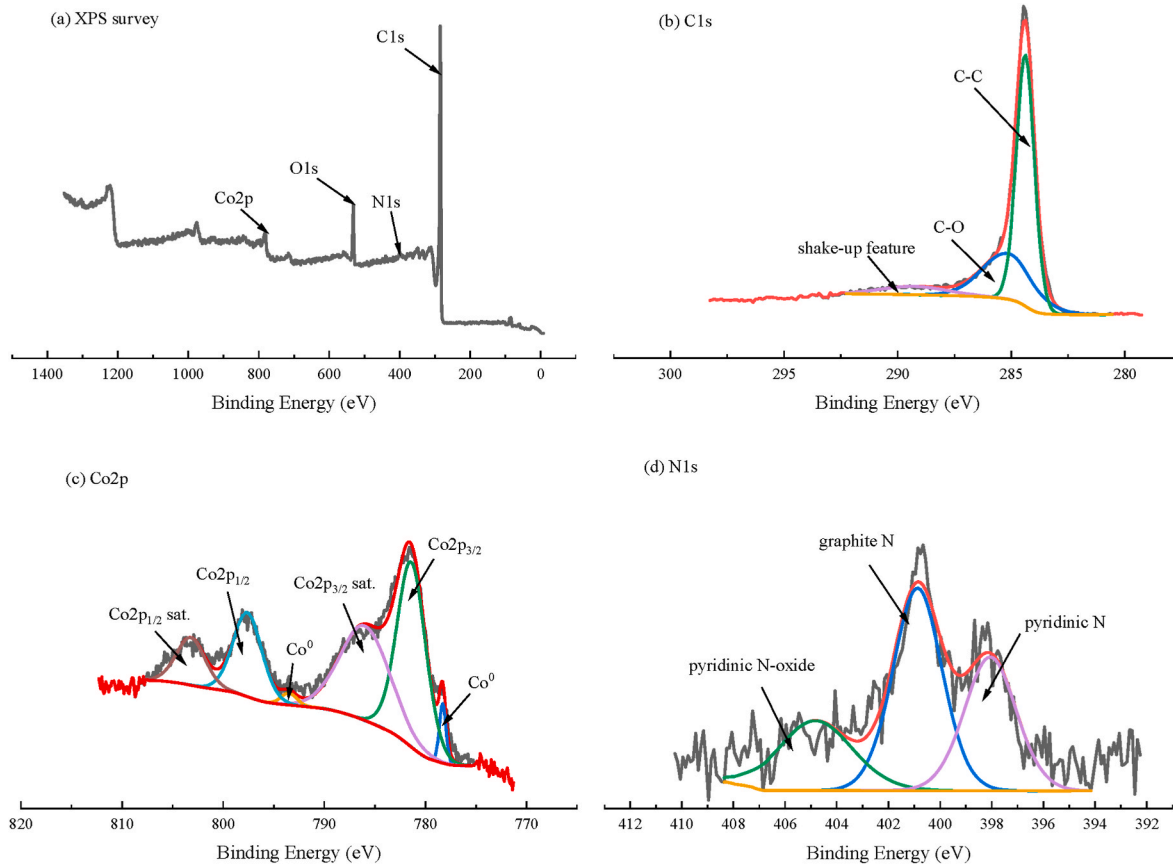 (a) XPS survey
C1s
O1s
N1s
Co2p
1400 1200 1000 800 600 400 200 0
Binding Energy (eV)
(b) C1s
C-C
C-O
shake-up feature
300 295 290 285 280
Binding Energy (eV)
(c) Co2p
Co2p3/2
Co2p1/2
Co2p3/2 sat.
Co2p1/2 sat.
Co0
Co0
820 810 800 790 780 770
Binding Energy (eV)
(d) N1s
graphite N
pyridinic N
pyridinic N-oxide
412 410 408 406 404 402 400 398 396 394 392
Binding Energy (eV)